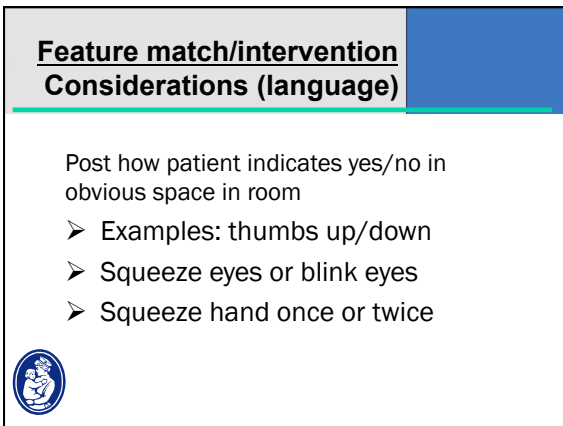 Feature match/intervention
Considerations (language)
Post how patient indicates yes/no in
obvious space in room
➢ Examples: thumbs up/down
➢ Squeeze eyes or blink eyes
➢ Squeeze hand once or twice